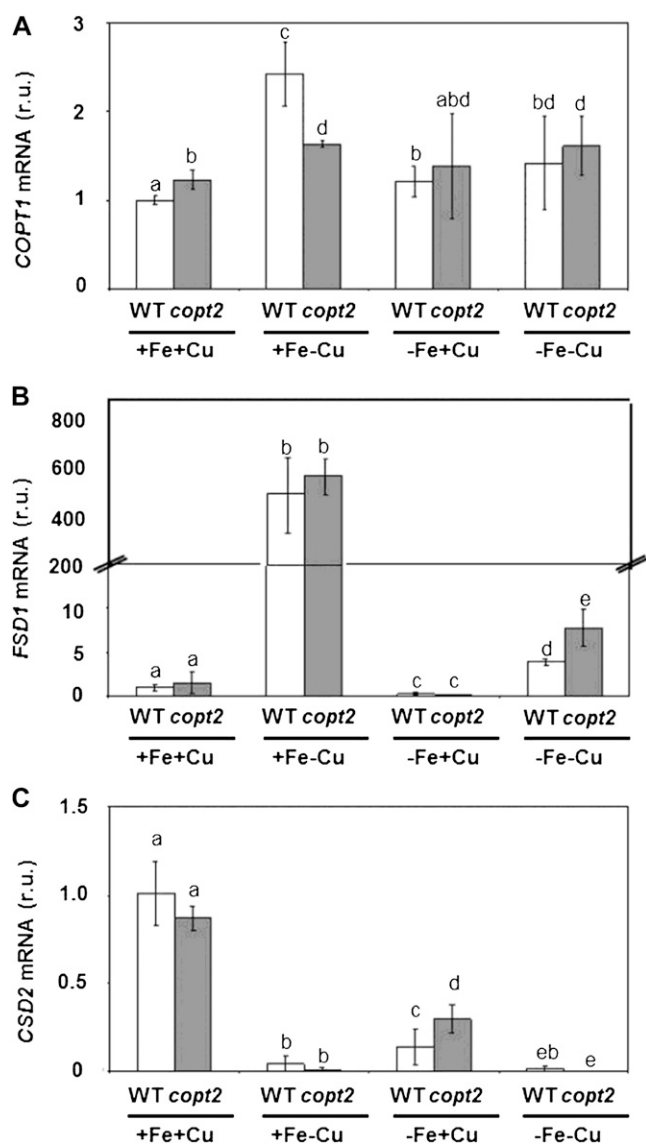 A
COPT1 mRNA (r.u.)
3
2
1
0
a
b
c
d
b
abd
bd
d
WT copt2 WT copt2 WT copt2 WT copt2
+Fe+Cu +Fe-Cu -Fe+Cu -Fe-Cu
B
FSD1 mRNA (r.u.)
800
600
400
200
10
5
0
a
a
b
b
c
c
d
e
WT copt2 WT copt2 WT copt2 WT copt2
+Fe+Cu +Fe-Cu -Fe+Cu -Fe-Cu
C
CSD2 mRNA (r.u.)
1.5
1.0
0.5
0
a
a
b
b
c
d
eb
e
WT copt2 WT copt2 WT copt2 WT copt2
+Fe+Cu +Fe-Cu -Fe+Cu -Fe-Cu